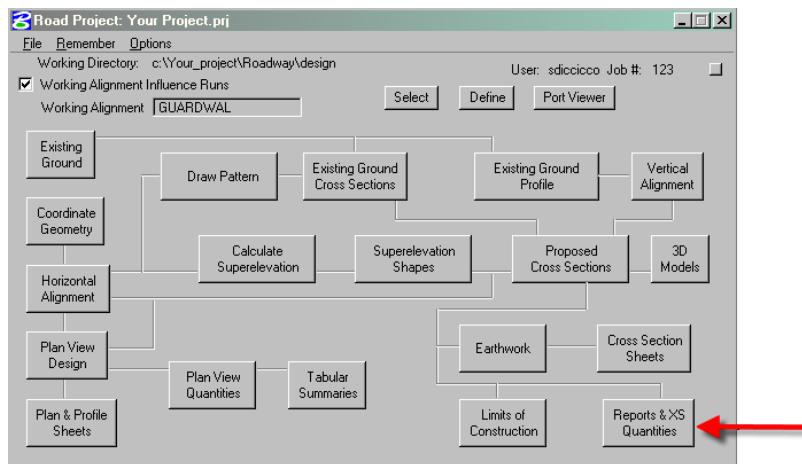 Road Project: Your Project.prj
File Remember Options
Working Directory: c:\Your_project\Roadway\design
User: sdiccicco Job #: 123
Working Alignment Influence Runs
Working Alignment GUARDWAL
Select Define Port Viewer
Existing
Ground
Draw Pattern
Existing Ground
Cross Sections
Existing Ground
Profile
Vertical
Alignment
Coordinate
Geometry
Calculate
Superelevation
Superelevation
Shapes
Proposed
Cross Sections
3D
Models
Horizontal
Alignment
Plan View
Design
Earthwork
Cross Section
Sheets
Plan View
Quantities
Tabular
Summaries
Plan & Profile
Sheets
Limits of
Construction
Reports & XS
Quantities